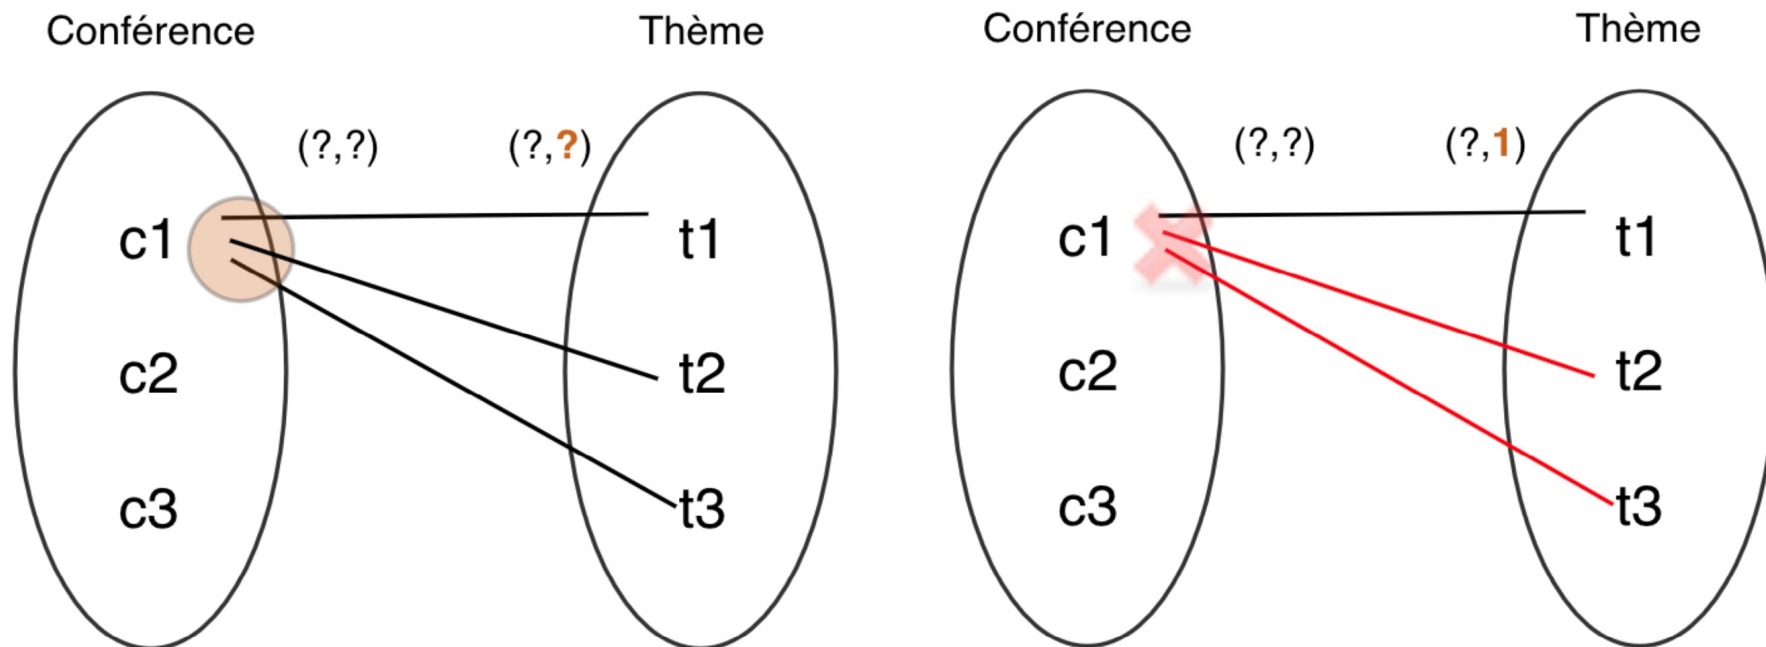 Conférence Thème
(?,?) (?,?)
c1 t1
c2 t2
c3 t3
Conférence Thème
(?,?) (?,1)
c1 t1
c2 t2
c3 t3